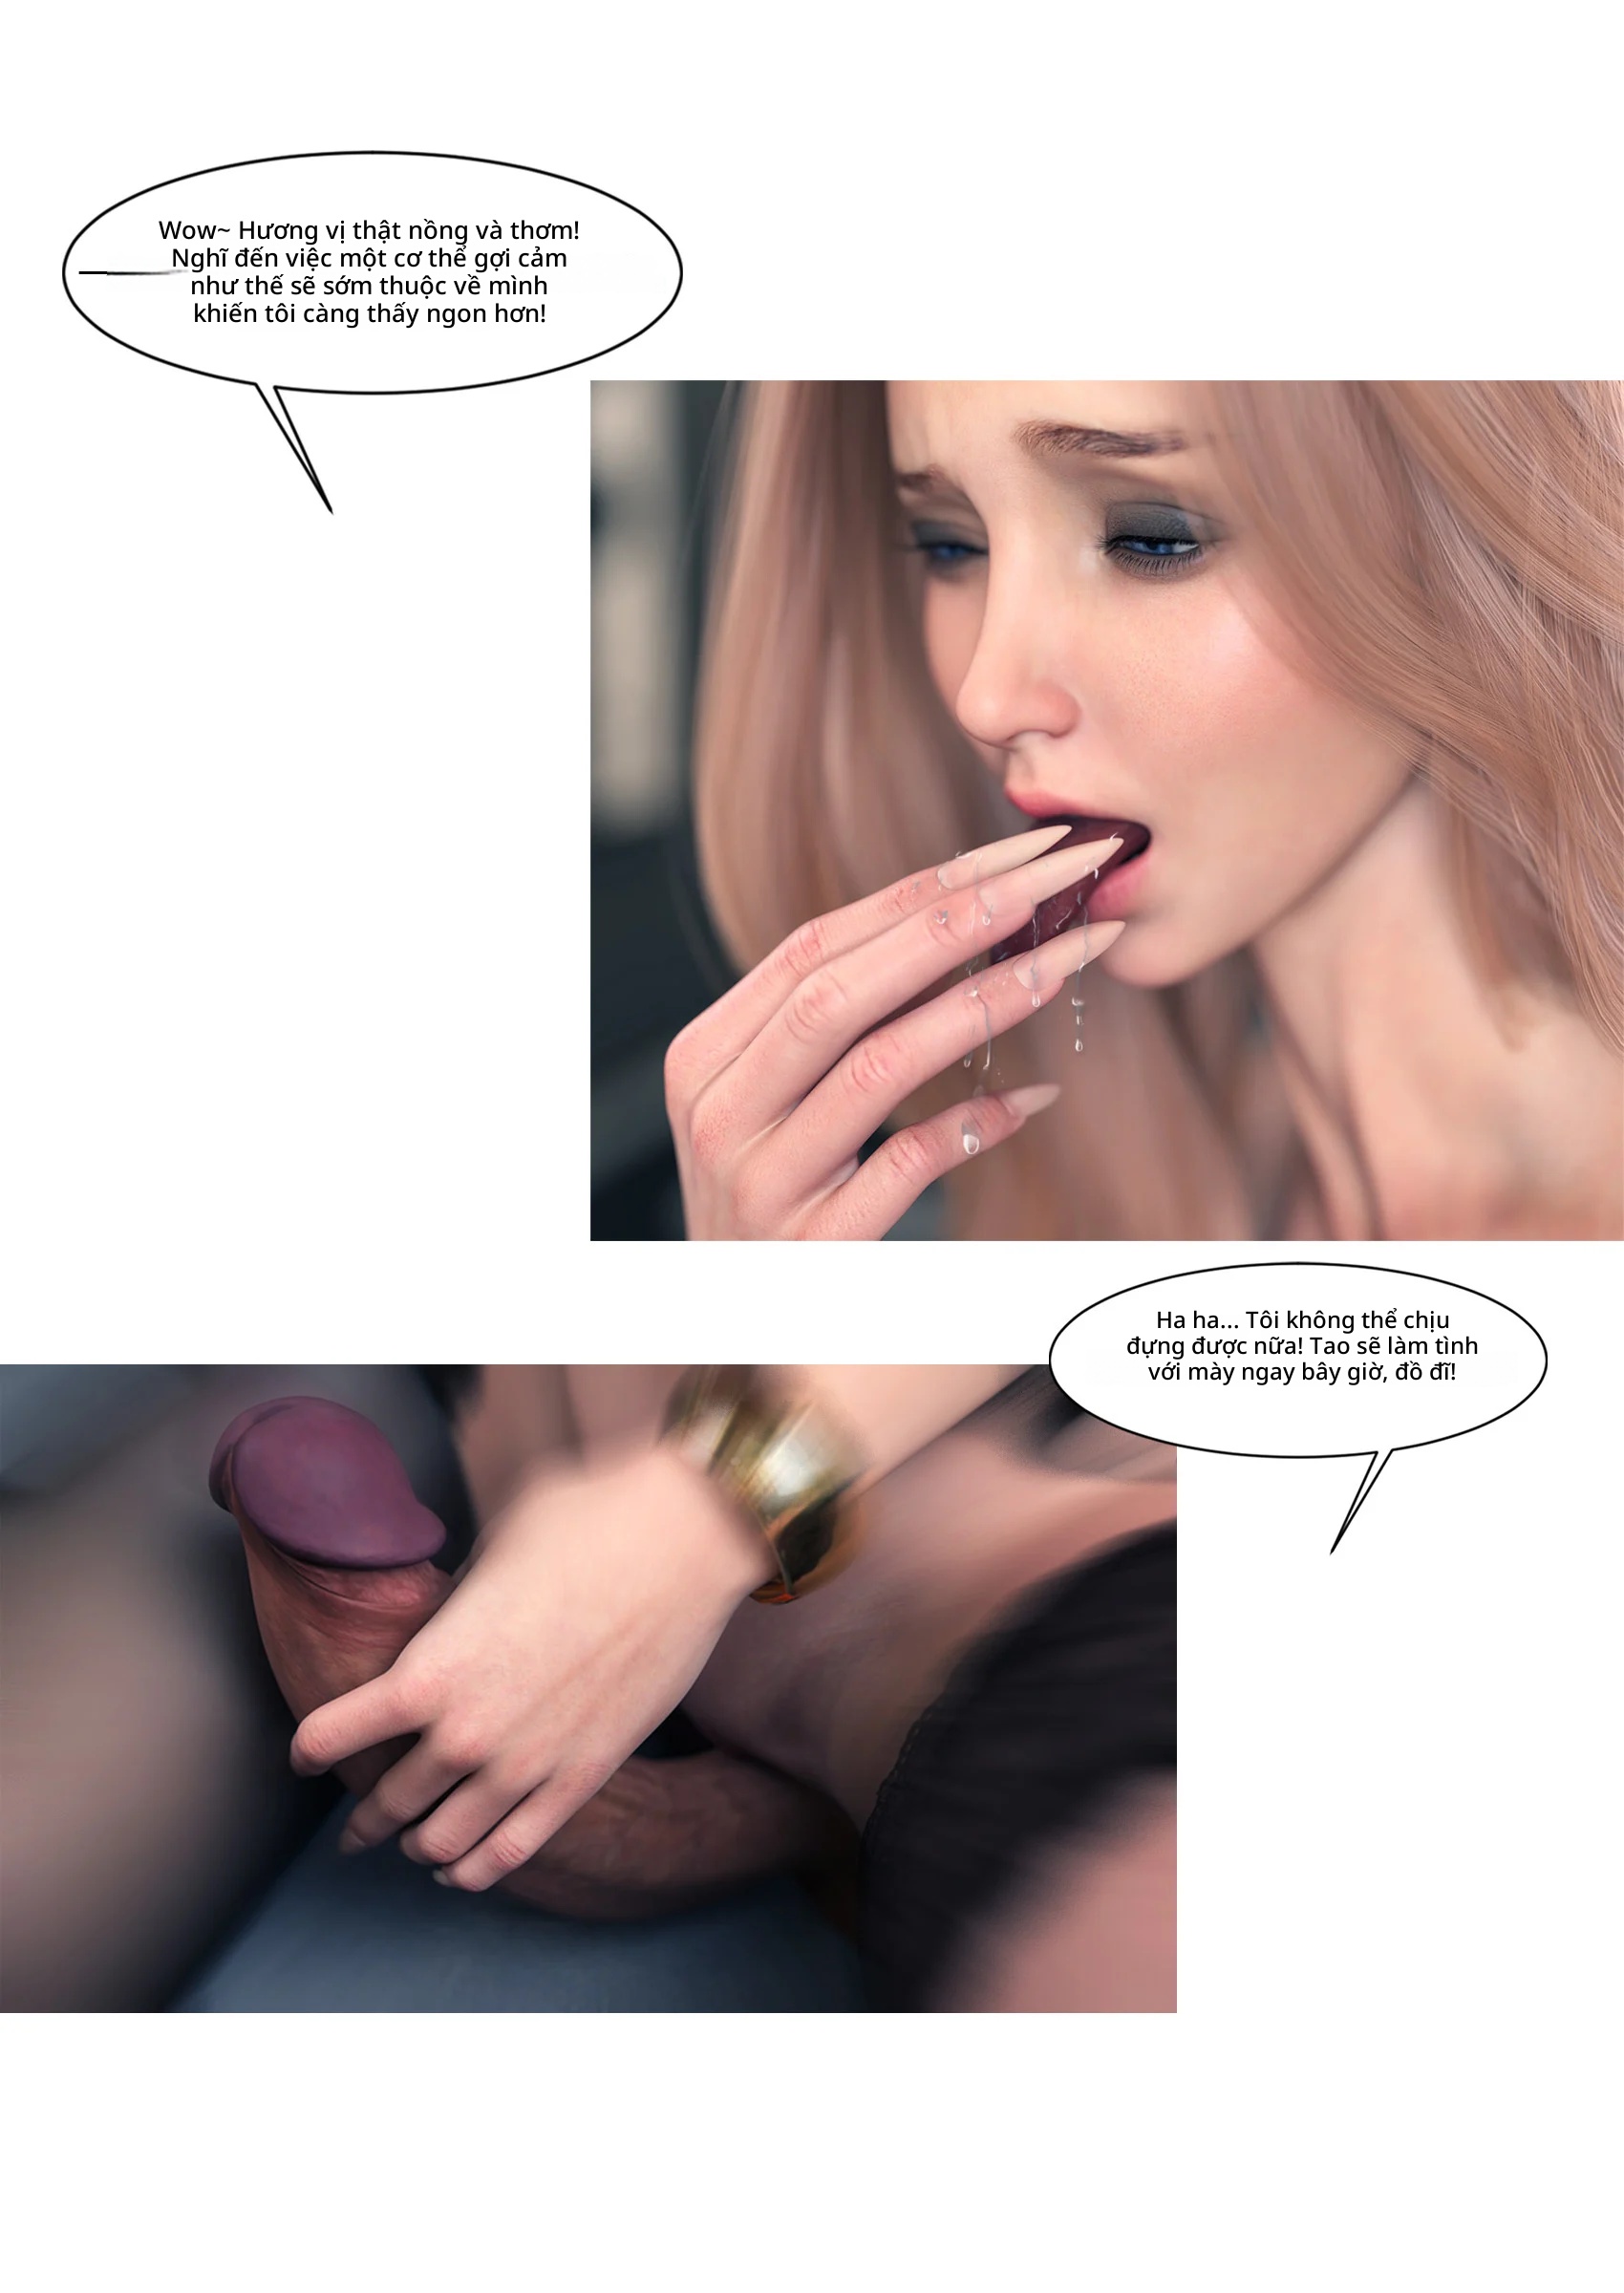 Wow~ Hương vị thật nồng và thơm!
Nghĩ đến việc một cơ thể gợi cảm
như thế sẽ sớm thuộc về mình
khiến tôi càng thấy ngon hơn!
Ha ha... Tôi không thể chịu
đựng được nữa! Tao sẽ làm tình
với mày ngay bây giờ, đồ đĩ!